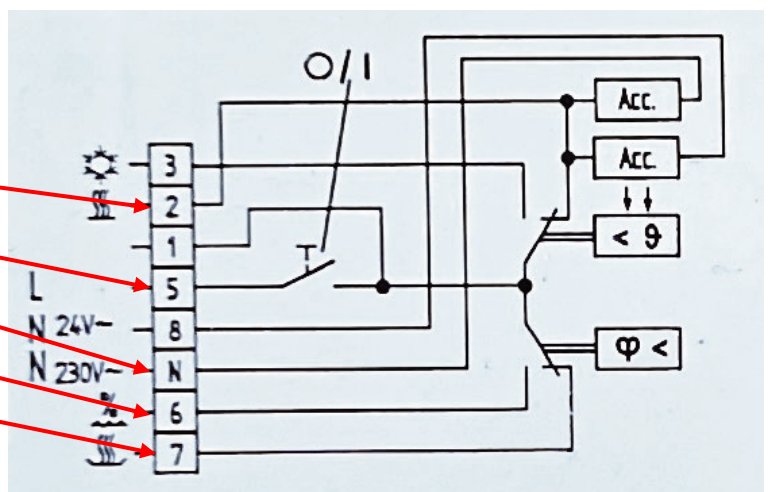 O/I
Acc.
Acc.
3
2
1
L 5
N 24V~ 8
N 230V~ N
% 6
7
< ϑ
φ <